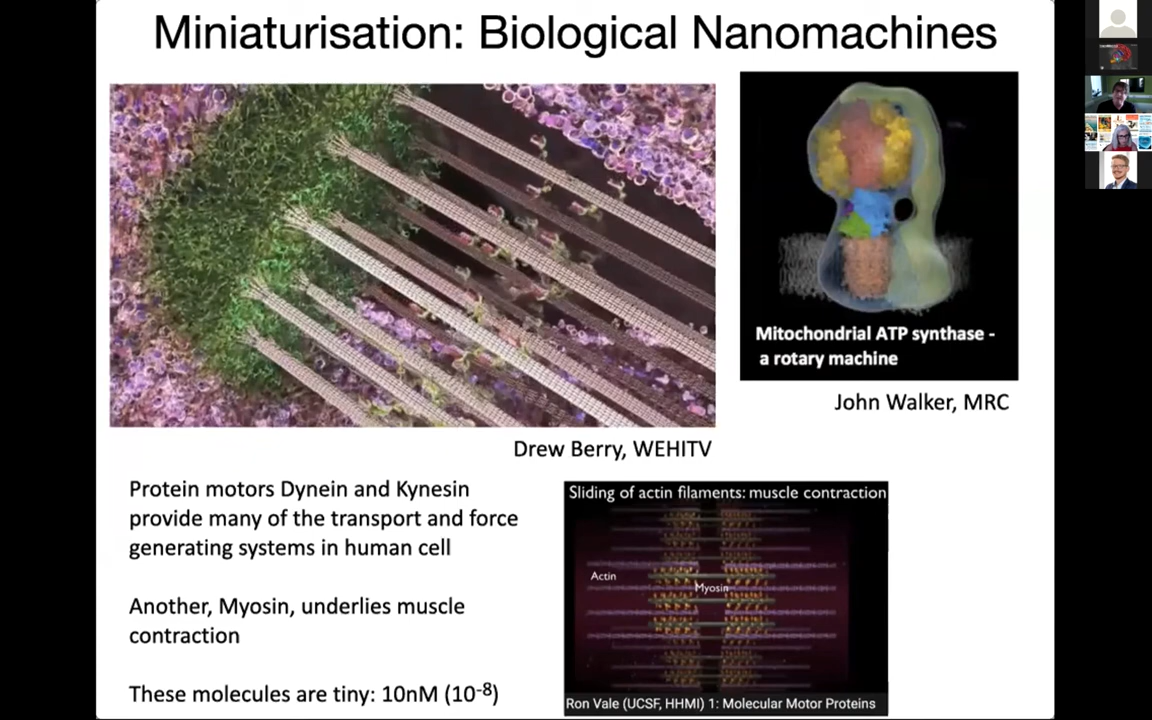 Miniaturisation: Biological Nanomachines
Mitochondrial ATP synthase -
a rotary machine
John Walker, MRC
Drew Berry, WEHITV
Protein motors Dynein and Kynesin
provide many of the transport and force
generating systems in human cell
Another, Myosin, underlies muscle
contraction
These molecules are tiny: 10nM (10-8)
Sliding of actin filaments: muscle contraction
Actin
Myosin
Ron Vale (UCSF, HHMI) 1: Molecular Motor Proteins